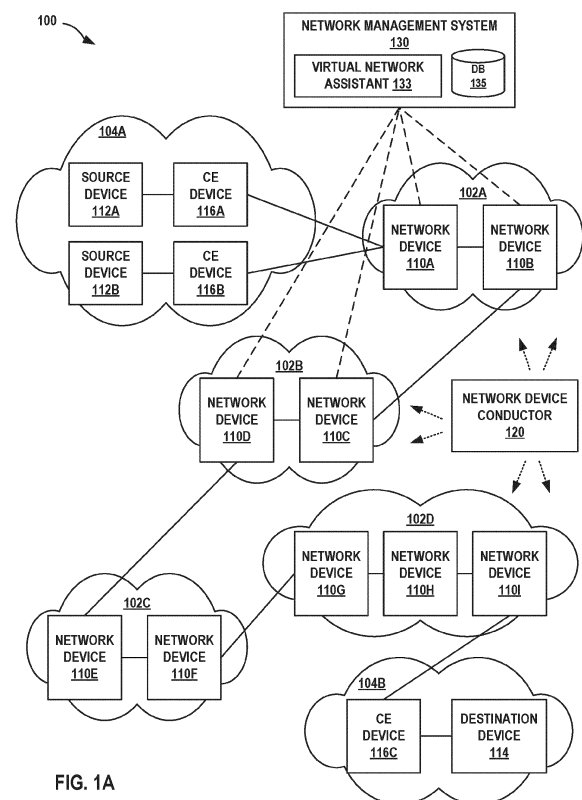 100
NETWORK MANAGEMENT SYSTEM
130
VIRTUAL NETWORK
ASSISTANT 133
DB
135
104A
SOURCE
DEVICE
112A
CE
DEVICE
116A
SOURCE
DEVICE
112B
CE
DEVICE
116B
102A
NETWORK
DEVICE
110A
NETWORK
DEVICE
110B
102B
NETWORK
DEVICE
110D
NETWORK
DEVICE
110C
NETWORK DEVICE
CONDUCTOR
120
102D
NETWORK
DEVICE
110G
NETWORK
DEVICE
110H
NETWORK
DEVICE
110I
102C
NETWORK
DEVICE
110E
NETWORK
DEVICE
110F
104B
CE
DEVICE
116C
DESTINATION
DEVICE
114
FIG. 1A